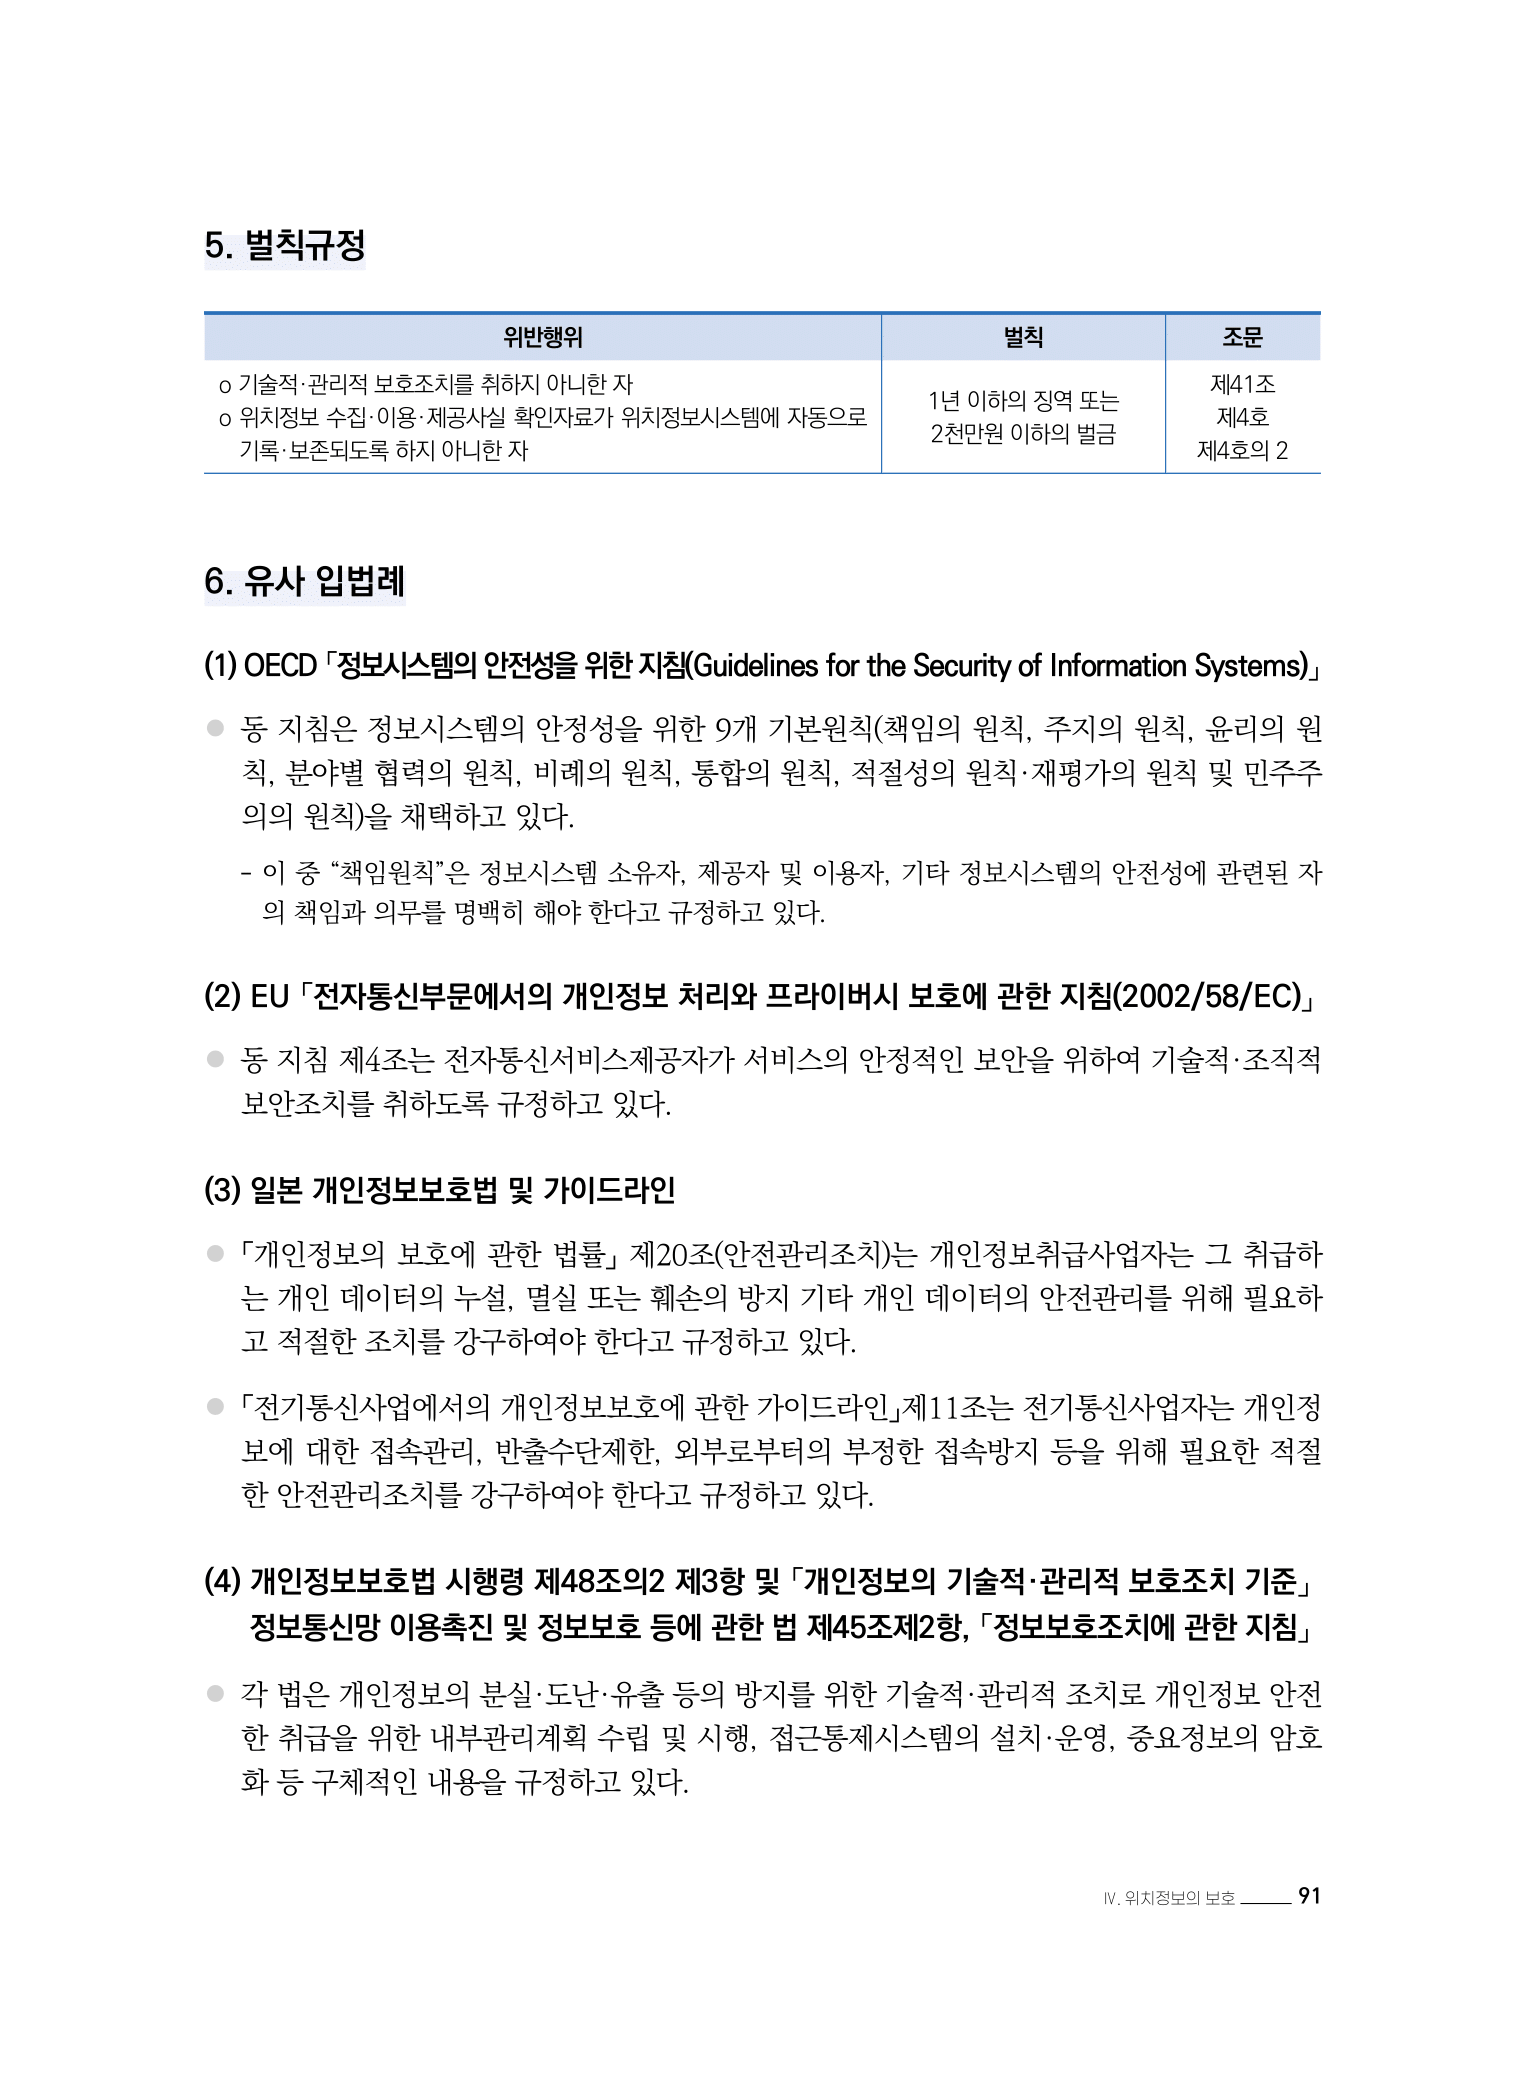 5. 벌칙규정
위반행위 벌칙 조문
o 기술적·관리적 보호조치를 취하지 아니한 자
o 위치정보 수집·이용·제공사실 확인자료가 위치정보시스템에 자동으로
기록·보존되도록 하지 아니한 자
1년 이하의 징역 또는
2천만원 이하의 벌금
제41조
제4호
제4호의 2
6. 유사 입법례
(1) OECD 「정보시스템의 안전성을 위한 지침(Guidelines for the Security of Information Systems)」
● 동 지침은 정보시스템의 안정성을 위한 9개 기본원칙(책임의 원칙, 주지의 원칙, 윤리의 원
칙, 분야별 협력의 원칙, 비례의 원칙, 통합의 원칙, 적절성의 원칙·재평가의 원칙 및 민주주
의의 원칙)을 채택하고 있다.
- 이 중 “책임원칙”은 정보시스템 소유자, 제공자 및 이용자, 기타 정보시스템의 안전성에 관련된 자
의 책임과 의무를 명백히 해야 한다고 규정하고 있다.
(2) EU 「전자통신부문에서의 개인정보 처리와 프라이버시 보호에 관한 지침(2002/58/EC)」
● 동 지침 제4조는 전자통신서비스제공자가 서비스의 안정적인 보안을 위하여 기술적·조직적
보안조치를 취하도록 규정하고 있다.
(3) 일본 개인정보보호법 및 가이드라인
● 「개인정보의 보호에 관한 법률」 제20조(안전관리조치)는 개인정보취급사업자는 그 취급하
는 개인 데이터의 누설, 멸실 또는 훼손의 방지 기타 개인 데이터의 안전관리를 위해 필요하
고 적절한 조치를 강구하여야 한다고 규정하고 있다.
● 「전기통신사업에서의 개인정보보호에 관한 가이드라인」제11조는 전기통신사업자는 개인정
보에 대한 접속관리, 반출수단제한, 외부로부터의 부정한 접속방지 등을 위해 필요한 적절
한 안전관리조치를 강구하여야 한다고 규정하고 있다.
(4) 개인정보보호법 시행령 제48조의2 제3항 및 「개인정보의 기술적·관리적 보호조치 기준」
정보통신망 이용촉진 및 정보보호 등에 관한 법 제45조제2항, 「정보보호조치에 관한 지침」
● 각 법은 개인정보의 분실·도난·유출 등의 방지를 위한 기술적·관리적 조치로 개인정보 안전
한 취급을 위한 내부관리계획 수립 및 시행, 접근통제시스템의 설치·운영, 중요정보의 암호
화 등 구체적인 내용을 규정하고 있다.
Ⅳ. 위치정보의 보호 91